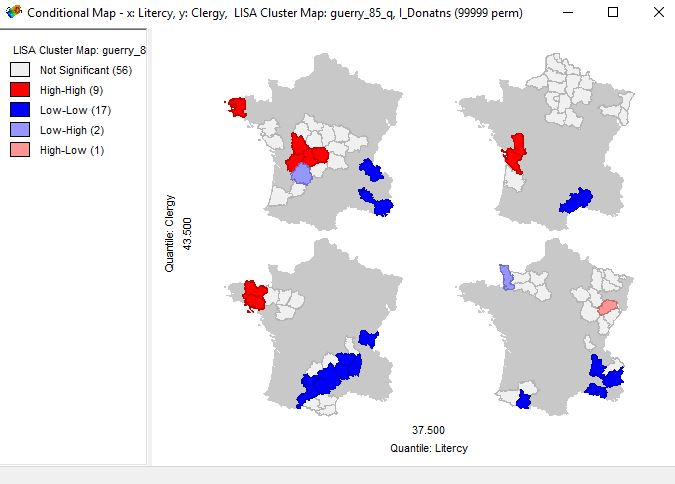 Conditional Map - x: Litercy, y: Clergy, LISA Cluster Map: guerry_85_q, I_Donatns (99999 perm)
LISA Cluster Map: guerry_8
Not Significant (56)
High-High (9)
Low-Low (17)
Low-High (2)
High-Low (1)
Quantile: Clergy
43.500
37.500
Quantile: Litercy